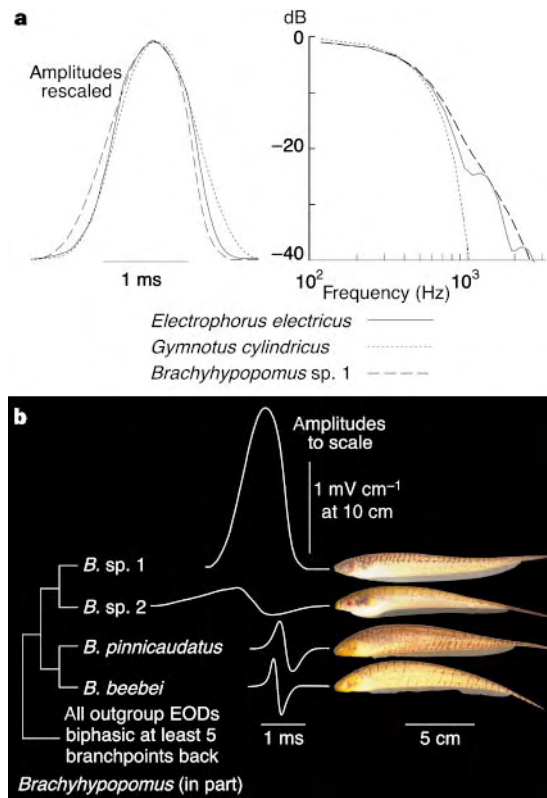 a
Amplitudes
rescaled
1 ms
dB
0
−20
−40
10²
10³
Frequency (Hz)
Electrophorus electricus
Gymnotus cylindricus
Brachyhypopomus sp. 1
b
Amplitudes
to scale
1 mV cm⁻¹
at 10 cm
B. sp. 1
B. sp. 2
B. pinnicaudatus
B. beebei
All outgroup EODs
biphasic at least 5
branchpoints back
1 ms
5 cm
Brachyhypopomus (in part)